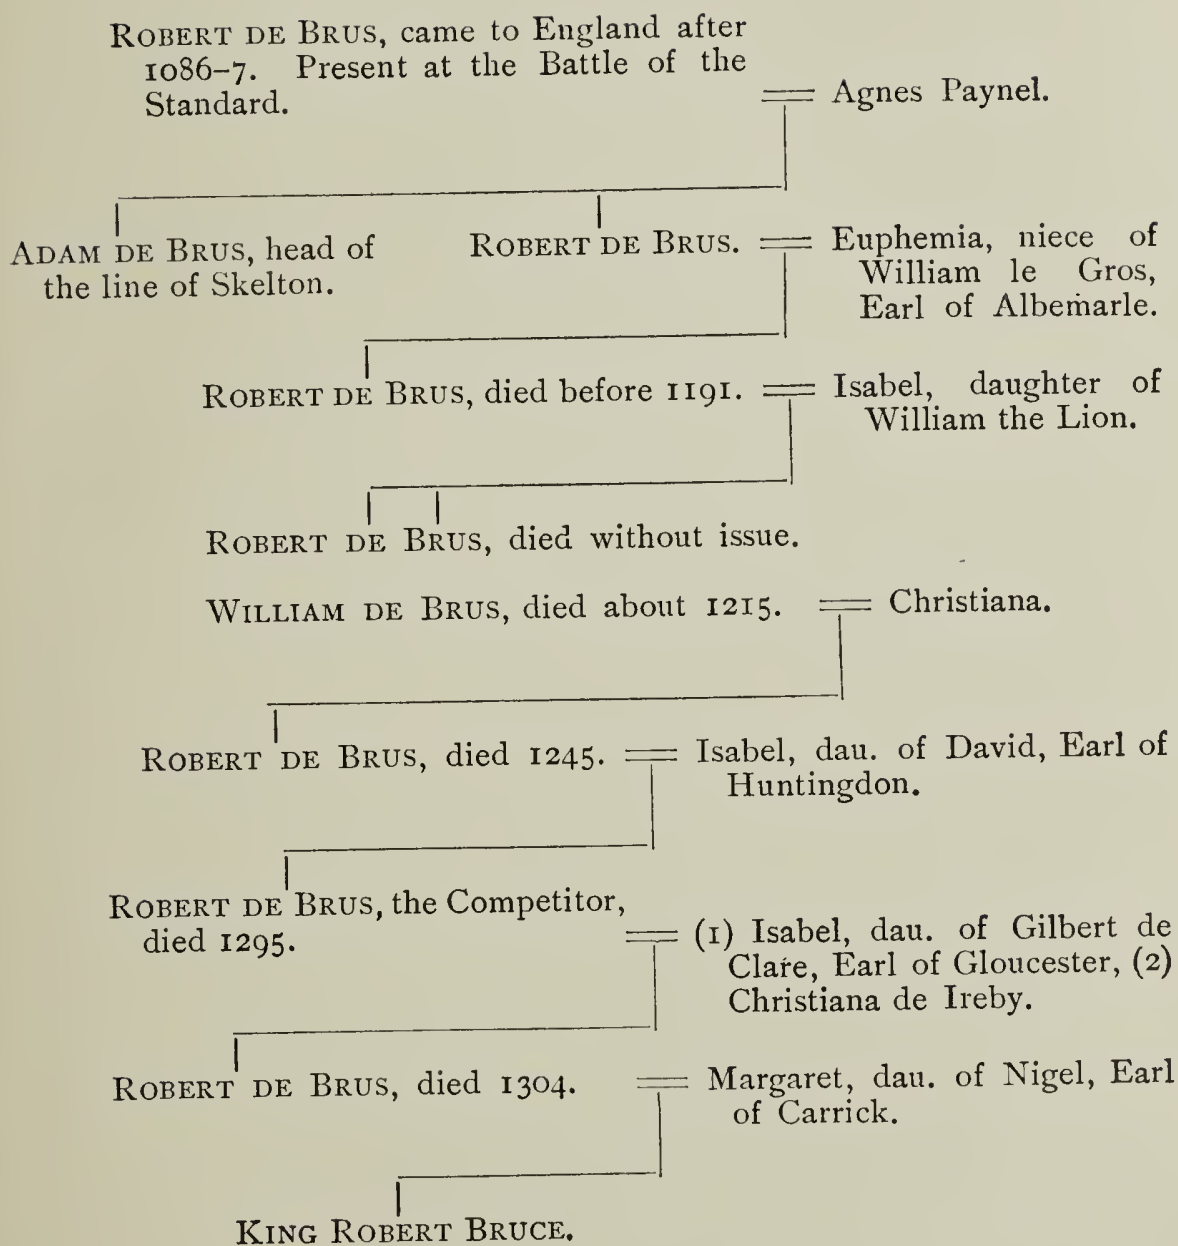 ROBERT DE BRUS, came to England after
1086-7. Present at the Battle of the
Standard.
Agnes Paynel.
ADAM DE BRUS, head of
the line of Skelton.
ROBERT DE BRUS.
Euphemia, niece of
William le Gros,
Earl of Albemarle.
ROBERT DE BRUS, died before 1191.
Isabel, daughter of
William the Lion.
ROBERT DE BRUS, died without issue.
WILLIAM DE BRUS, died about 1215.
Christiana.
ROBERT DE BRUS, died 1245.
Isabel, dau. of David, Earl of
Huntingdon.
ROBERT DE BRUS, the Competitor,
died 1295.
(1) Isabel, dau. of Gilbert de
Clare, Earl of Gloucester, (2)
Christiana de Ireby.
ROBERT DE BRUS, died 1304.
Margaret, dau. of Nigel, Earl
of Carrick.
KING ROBERT BRUCE.